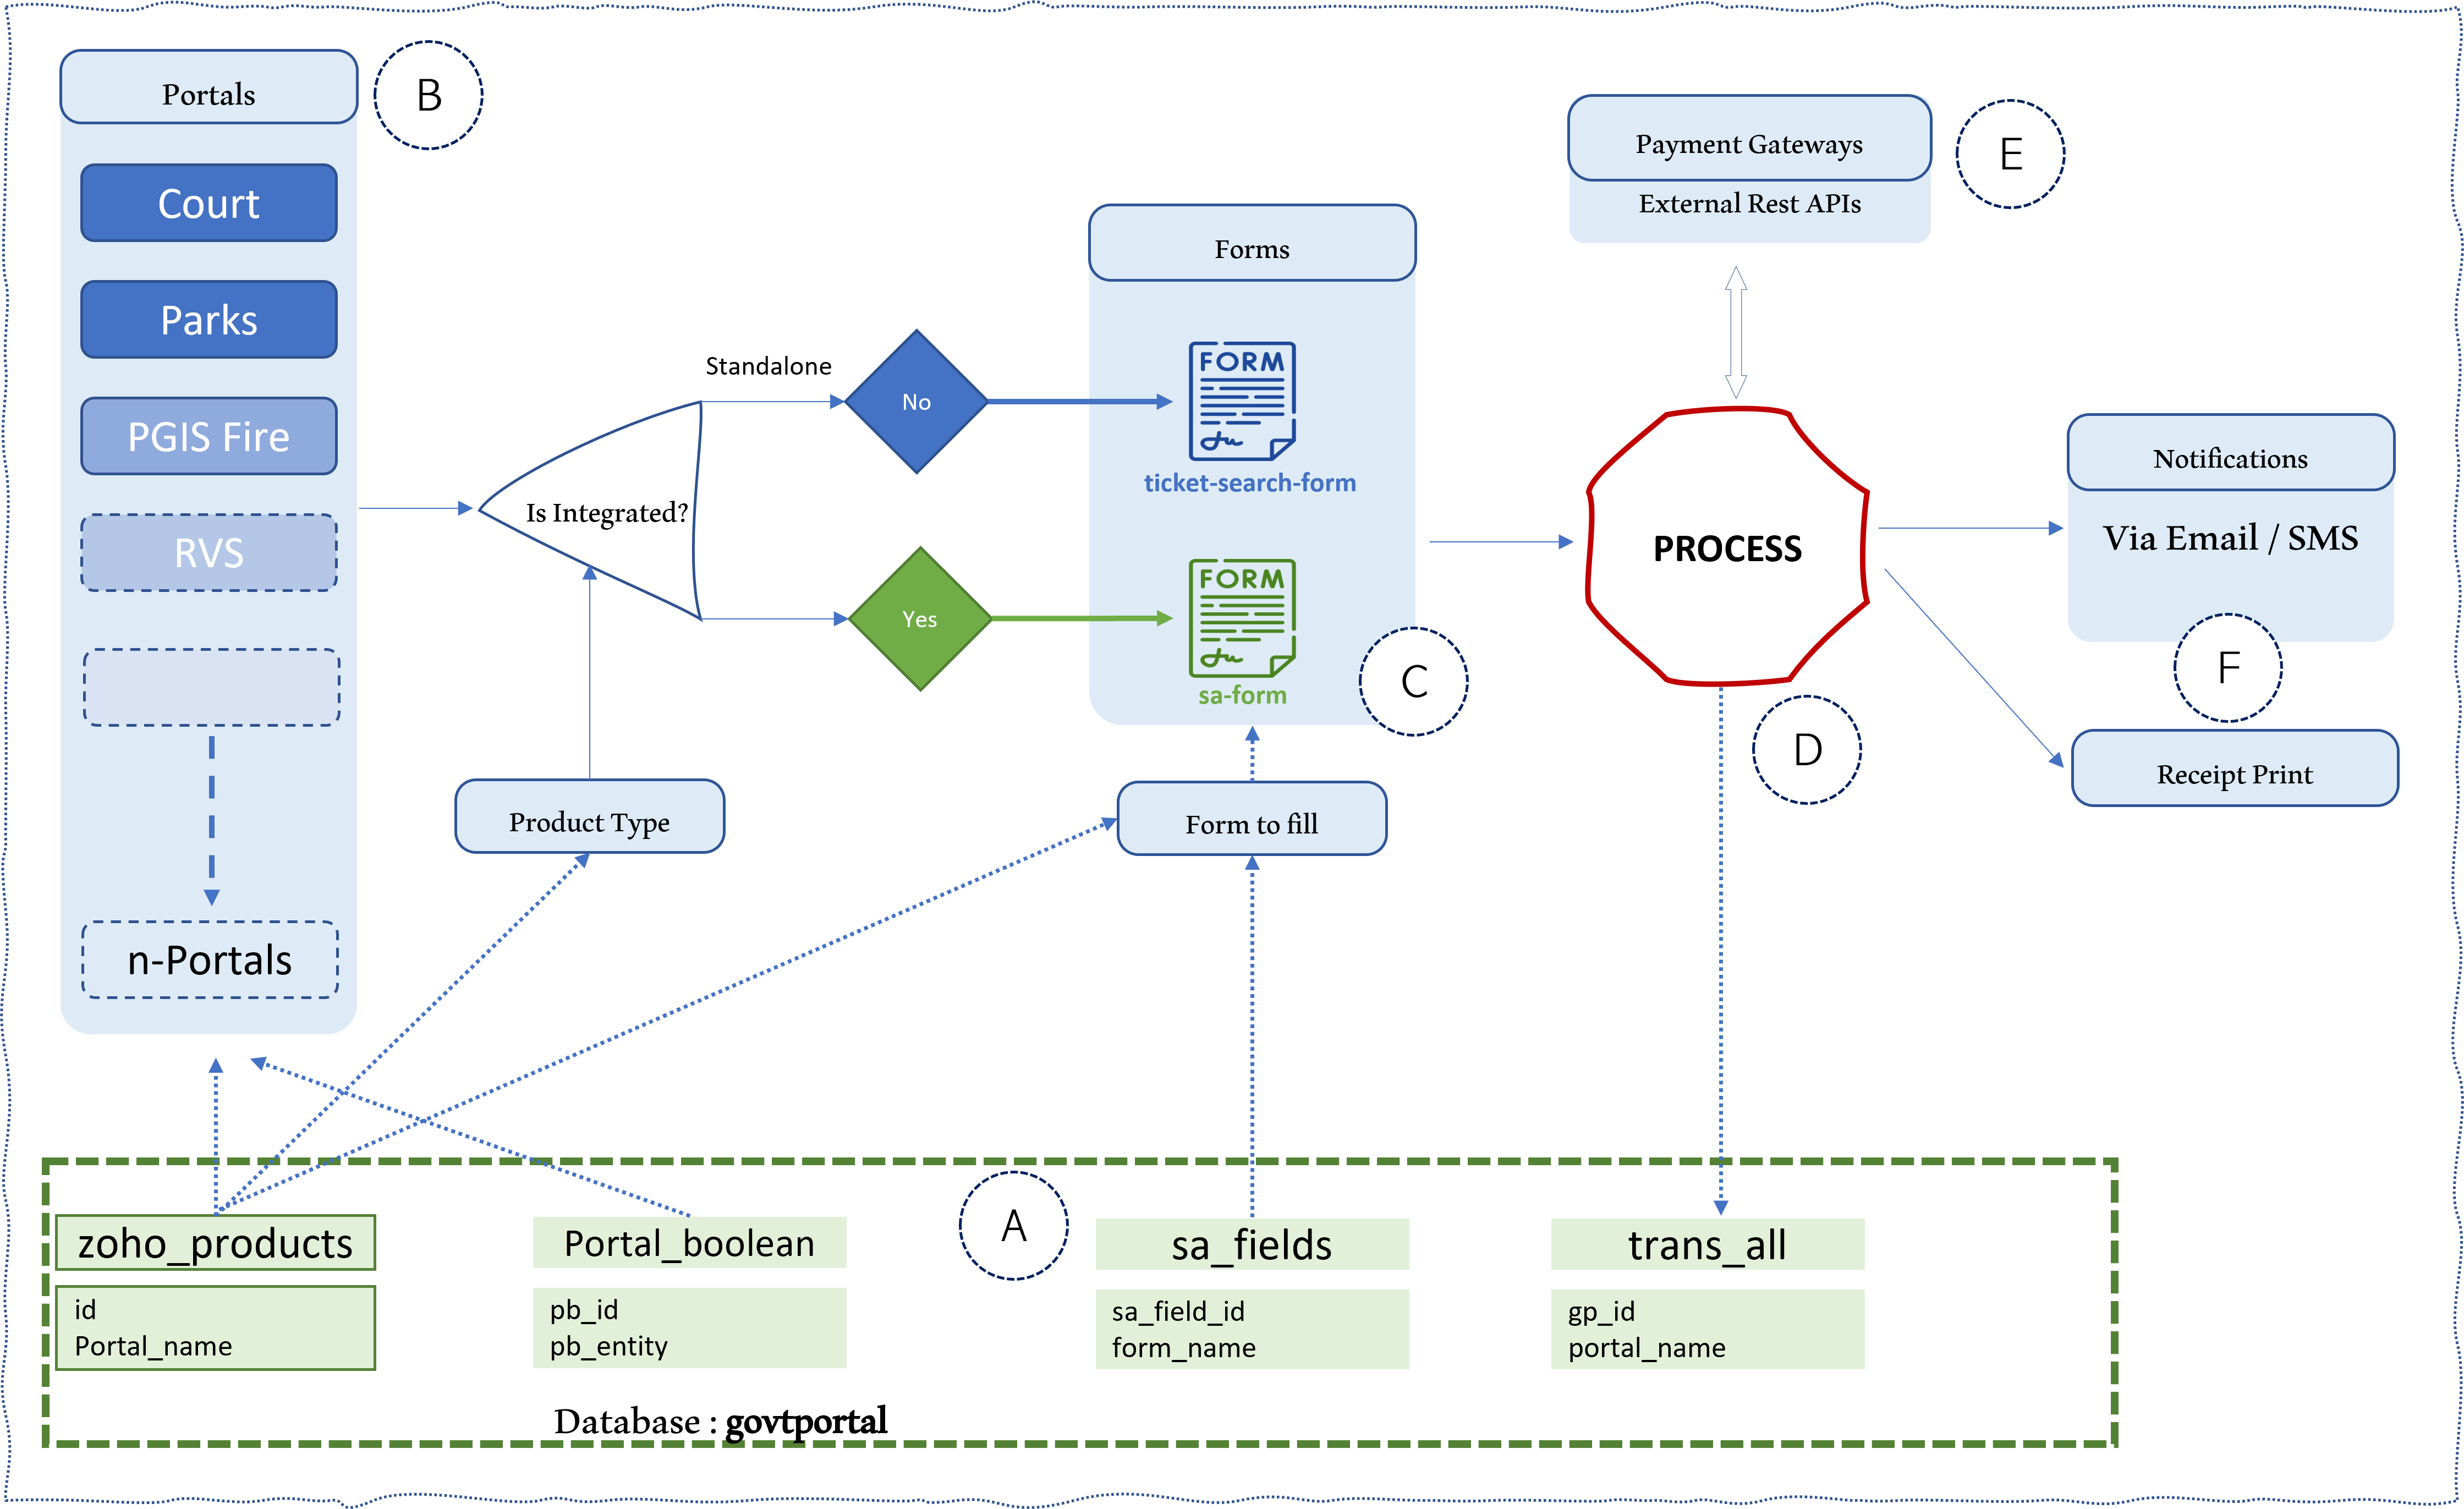 Portals
B
Court
Parks
PGIS Fire
RVS
n-Portals
Is Integrated?
Standalone
No
Yes
Product Type
Forms
FORM
ticket-search-form
FORM
sa-form
C
Form to fill
Payment Gateways
External Rest APIs
E
PROCESS
D
Notifications
Via Email / SMS
F
Receipt Print
A
zoho_products
id
Portal_name
Portal_boolean
pb_id
pb_entity
sa_fields
sa_field_id
form_name
trans_all
gp_id
portal_name
Database : govtportal